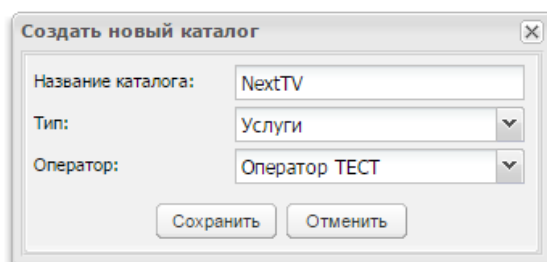 Создать новый каталог
Название каталога: NextTV
Тип: Услуги
Оператор: Оператор ТЕСТ
Сохранить Отменить